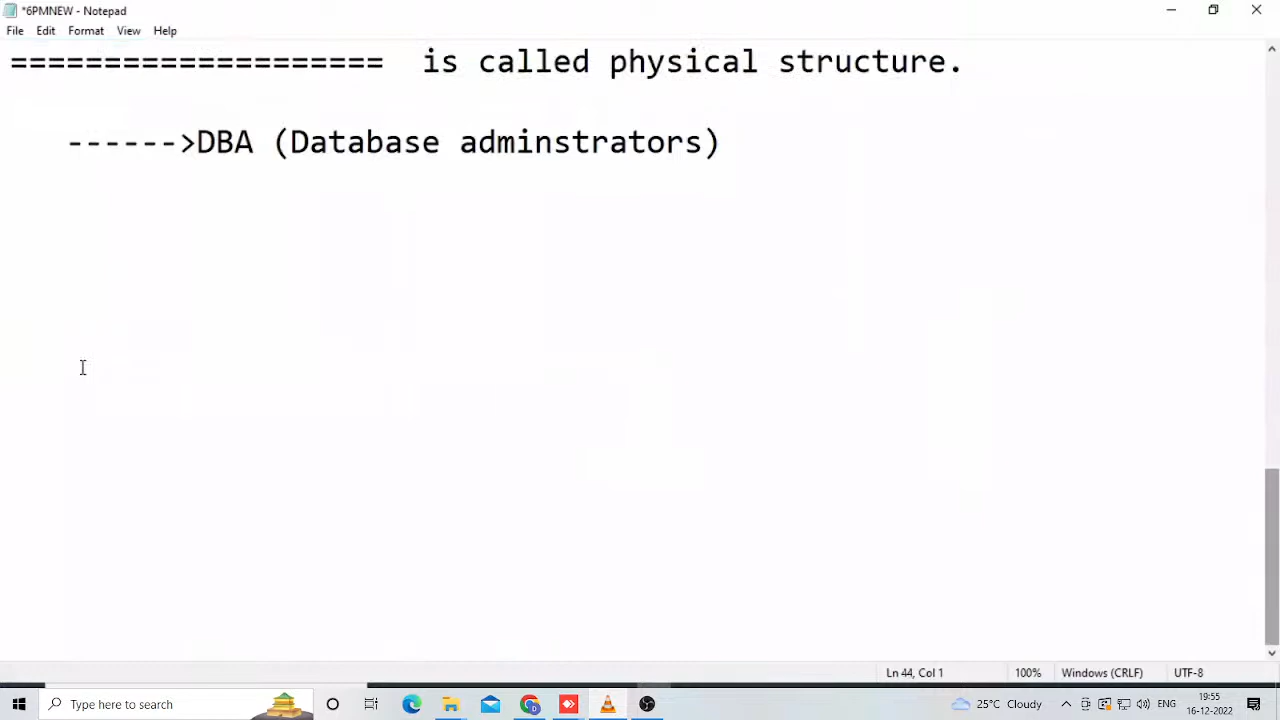 *6PMNEW - Notepad
File Edit Format View Help
==================== is called physical structure.
------>DBA (Database adminstrators)
Ln 44, Col 1 100% Windows (CRLF) UTF-8
Type here to search 25°C Cloudy ENG 19:55
16-12-2022